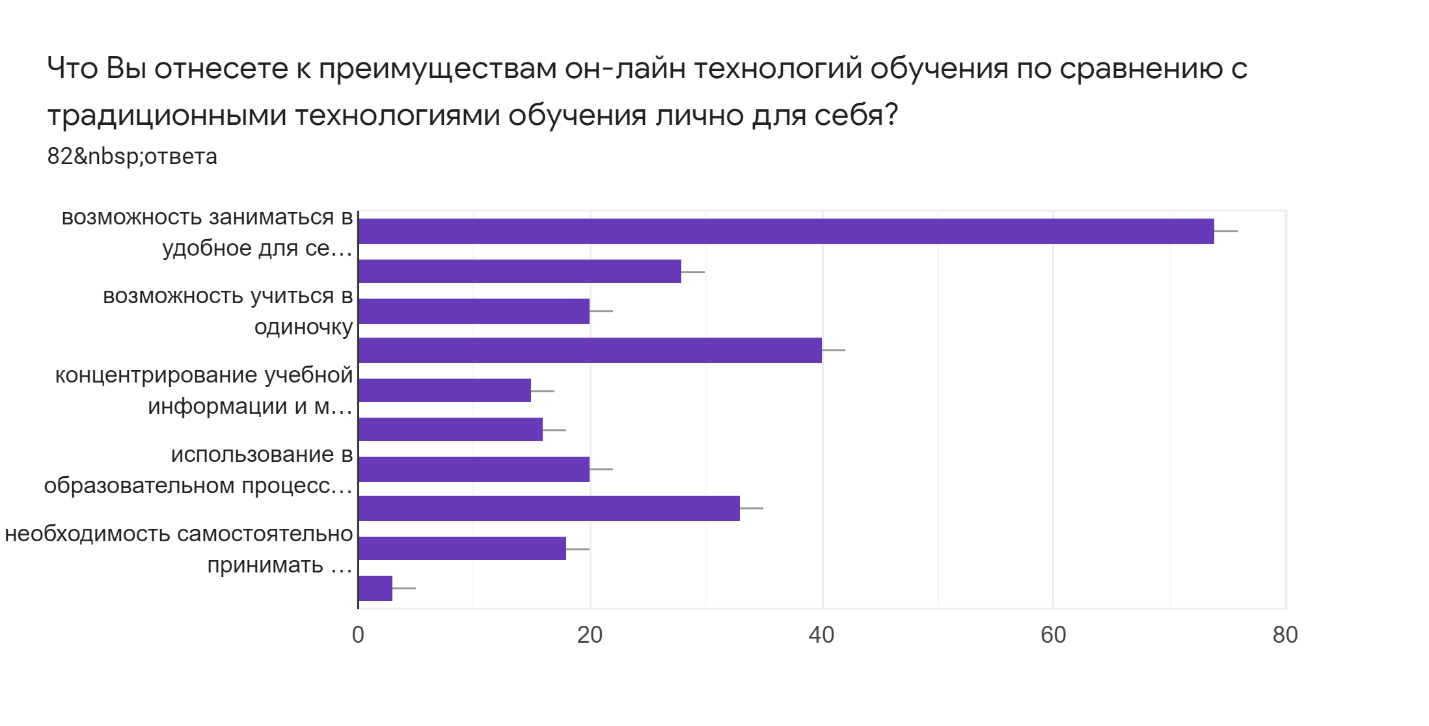 Что Вы отнесете к преимуществам он-лайн технологий обучения по сравнению с
традиционными технологиями обучения лично для себя?
82&nbsp;ответа
возможность заниматься в
удобное для се…
возможность учиться в
одиночку
концентрирование учебной
информации и м…
использование в
образовательном процесс…
необходимость самостоятельно
принимать …
0
20
40
60
80